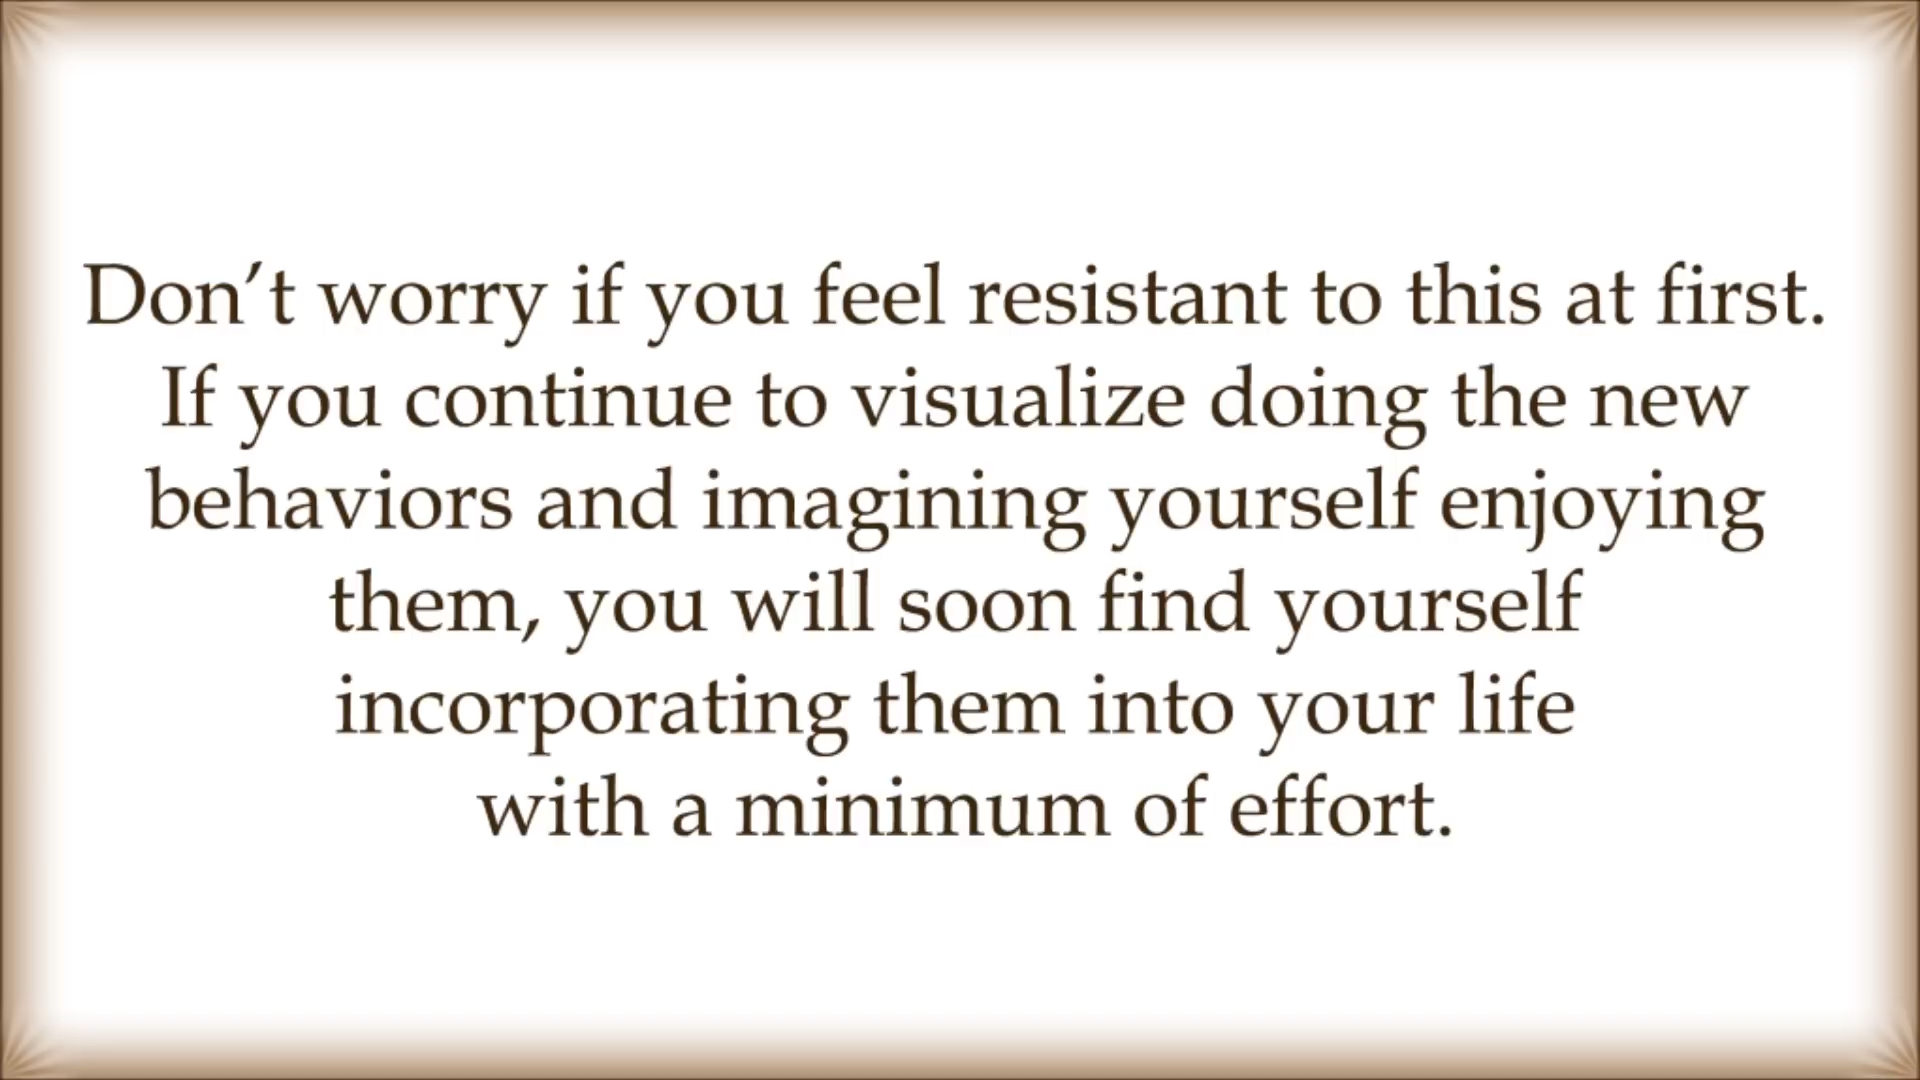 Don’t worry if you feel resistant to this at first.
If you continue to visualize doing the new
behaviors and imagining yourself enjoying
them, you will soon find yourself
incorporating them into your life
with a minimum of effort.